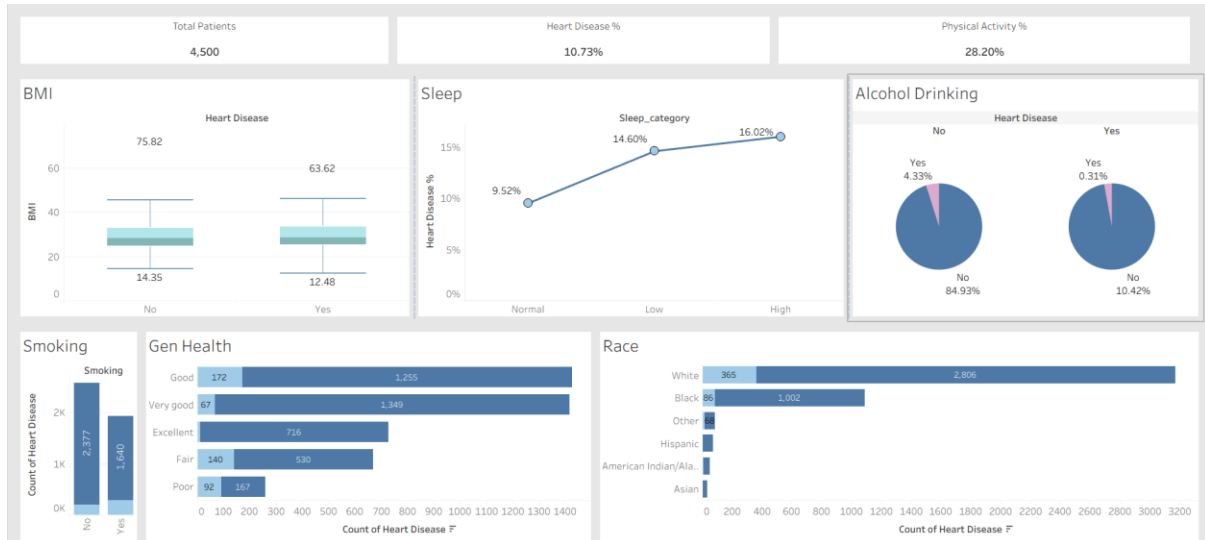 Total Patients
4,500
Heart Disease %
10.73%
Physical Activity %
28.20%
BMI
Heart Disease
75.82
63.62
60
40
20
0
BMI
14.35
12.48
No
Yes
Sleep
Sleep_category
15%
10%
5%
0%
Heart Disease %
9.52%
14.60%
16.02%
Normal
Low
High
Alcohol Drinking
Heart Disease
No
Yes
Yes
4.33%
Yes
0.31%
No
84.93%
No
10.42%
Smoking
Smoking
2K
1K
0K
Count of Heart Disease
2,377
1,640
No
Yes
Gen Health
Good 172 1,255
Very good 67 1,349
Excellent 716
Fair 140 530
Poor 92 167
0 100 200 300 400 500 600 700 800 900 1000 1100 1200 1300 1400
Count of Heart Disease
Race
White 365 2,806
Black 86 1,002
Other 68
Hispanic
American Indian/Ala..
Asian
0 200 400 600 800 1000 1200 1400 1600 1800 2000 2200 2400 2600 2800 3000 3200
Count of Heart Disease